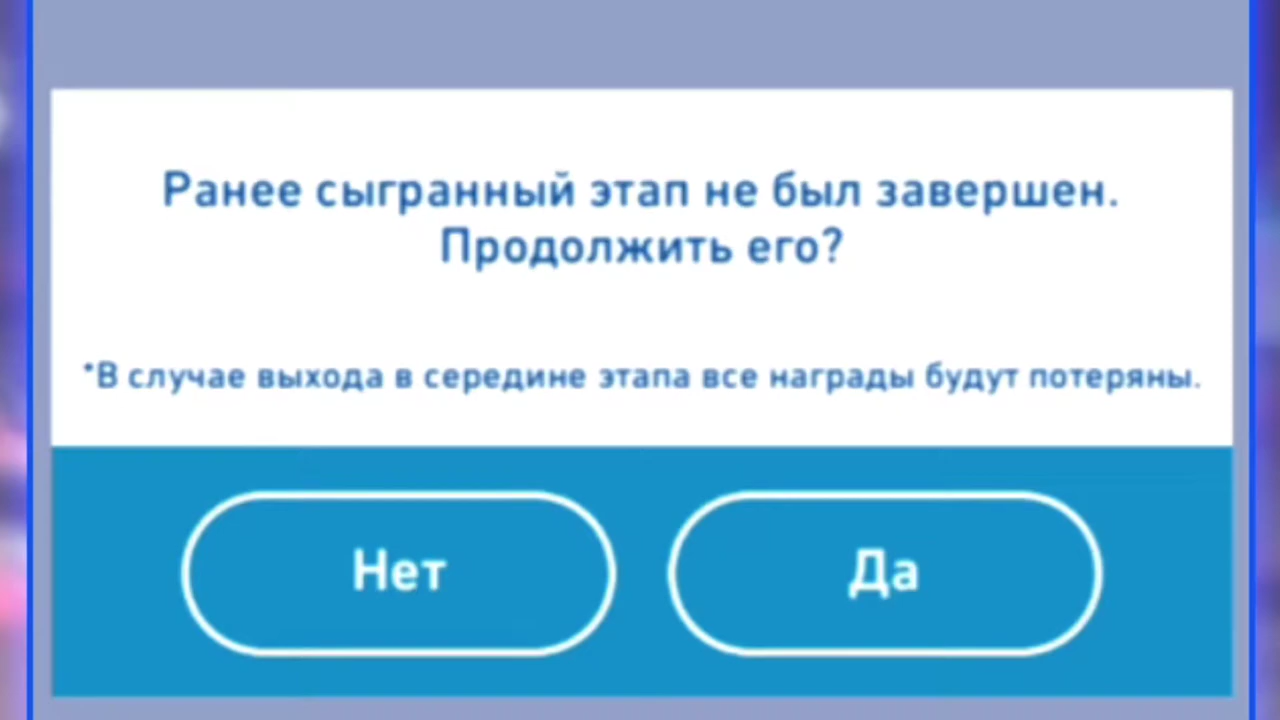 Ранее сыгранный этап не был завершен.
Продолжить его?
*В случае выхода в середине этапа все награды будут потеряны.
Нет
Да